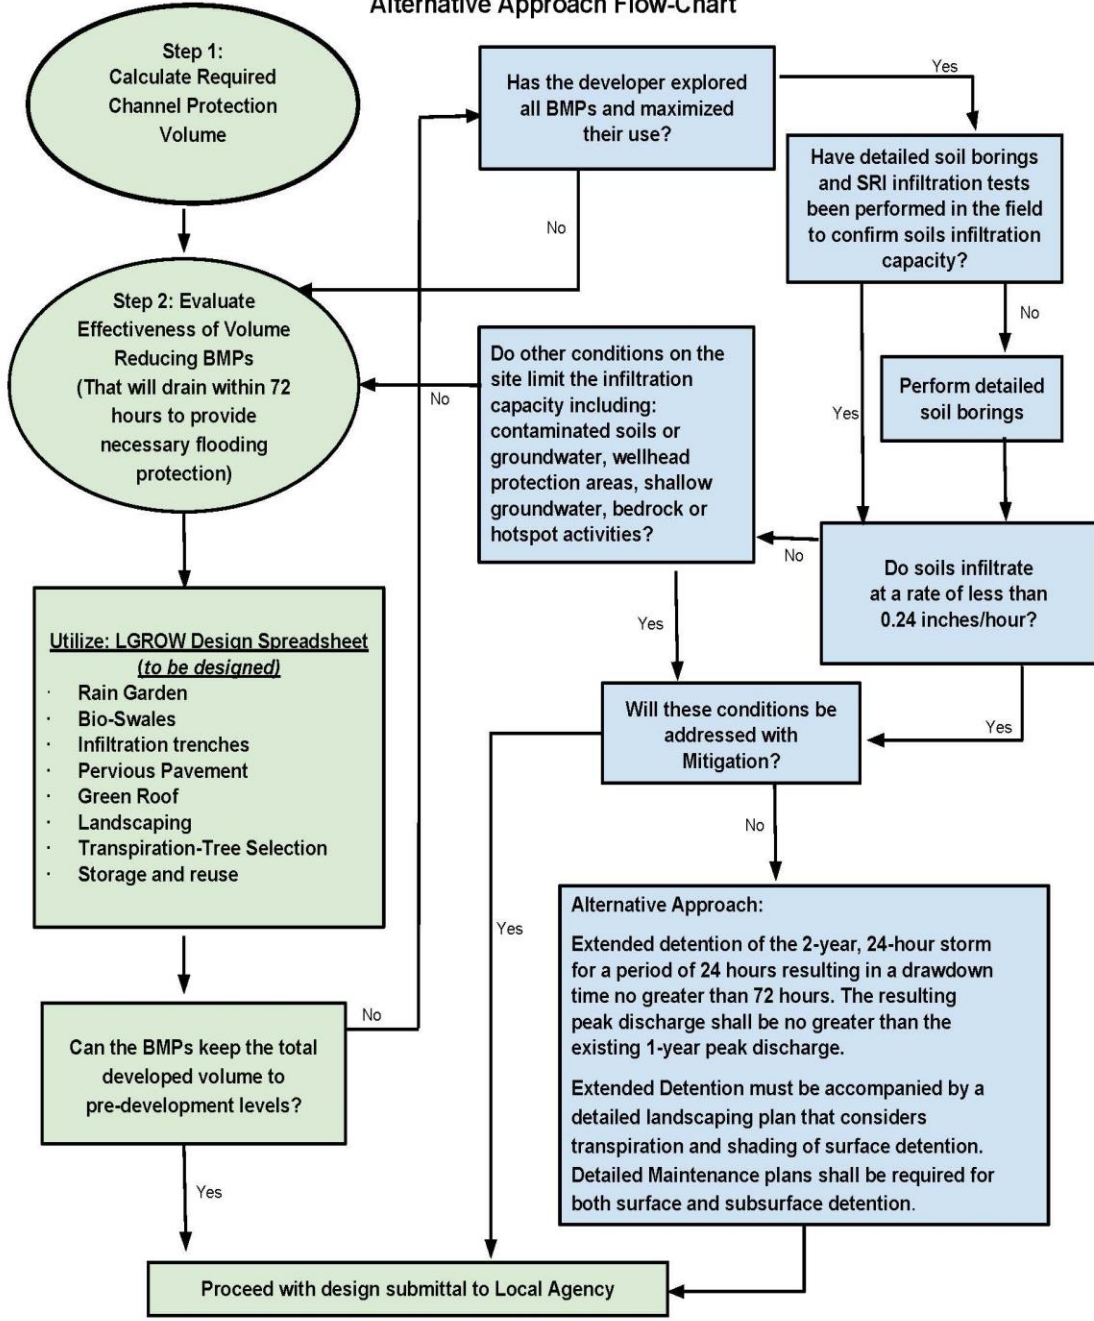 Alternative Approach Flow-Chart
Step 1:
Calculate Required
Channel Protection
Volume
Step 2: Evaluate
Effectiveness of Volume
Reducing BMPs
(That will drain within 72
hours to provide
necessary flooding
protection)
Utilize: LGROW Design Spreadsheet
(to be designed)
· Rain Garden
· Bio-Swales
· Infiltration trenches
· Pervious Pavement
· Green Roof
· Landscaping
· Transpiration-Tree Selection
· Storage and reuse
Can the BMPs keep the total
developed volume to
pre-development levels?
No
Yes
Has the developer explored
all BMPs and maximized
their use?
Yes
No
Have detailed soil borings
and SRI infiltration tests
been performed in the field
to confirm soils infiltration
capacity?
No
Yes
Perform detailed
soil borings
Do soils infiltrate
at a rate of less than
0.24 inches/hour?
No
Yes
Do other conditions on the
site limit the infiltration
capacity including:
contaminated soils or
groundwater, wellhead
protection areas, shallow
groundwater, bedrock or
hotspot activities?
No
Yes
Will these conditions be
addressed with
Mitigation?
No
Yes
Alternative Approach:
Extended detention of the 2-year, 24-hour storm
for a period of 24 hours resulting in a drawdown
time no greater than 72 hours. The resulting
peak discharge shall be no greater than the
existing 1-year peak discharge.
Extended Detention must be accompanied by a
detailed landscaping plan that considers
transpiration and shading of surface detention.
Detailed Maintenance plans shall be required for
both surface and subsurface detention.
Proceed with design submittal to Local Agency